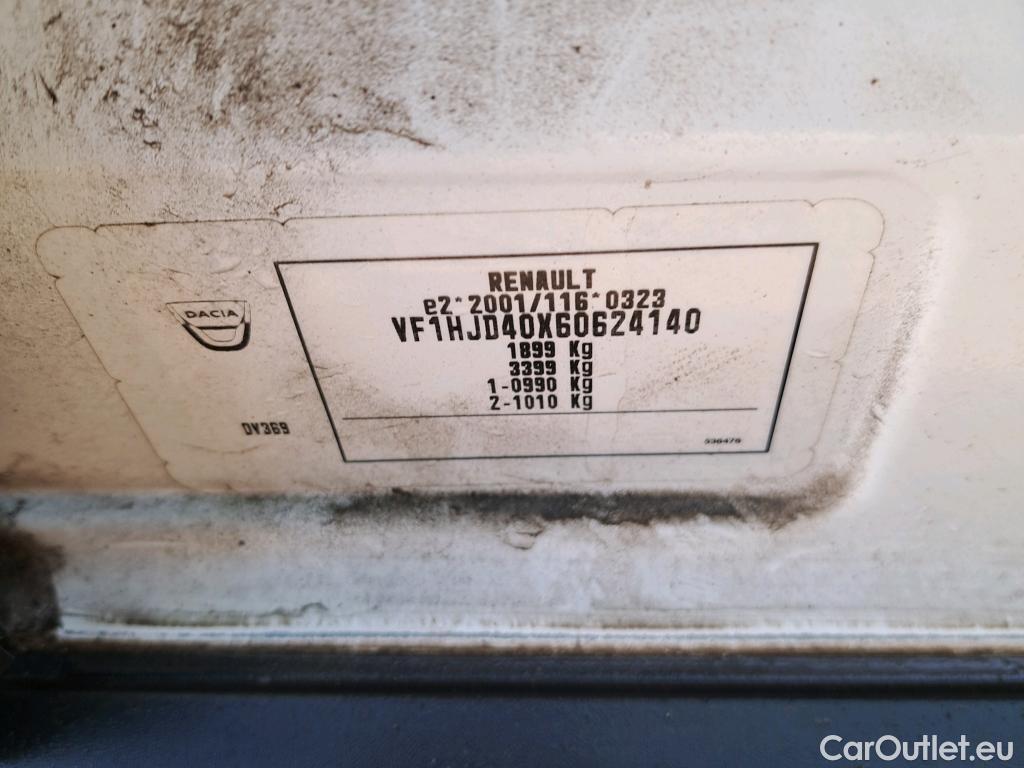 RENAULT
e2*2001/116*0323
VF1HJD40X60624140
1899 Kg
3399 Kg
1-0990 Kg
2-1010 Kg
DACIA
DV369
536476
CarOutlet.eu